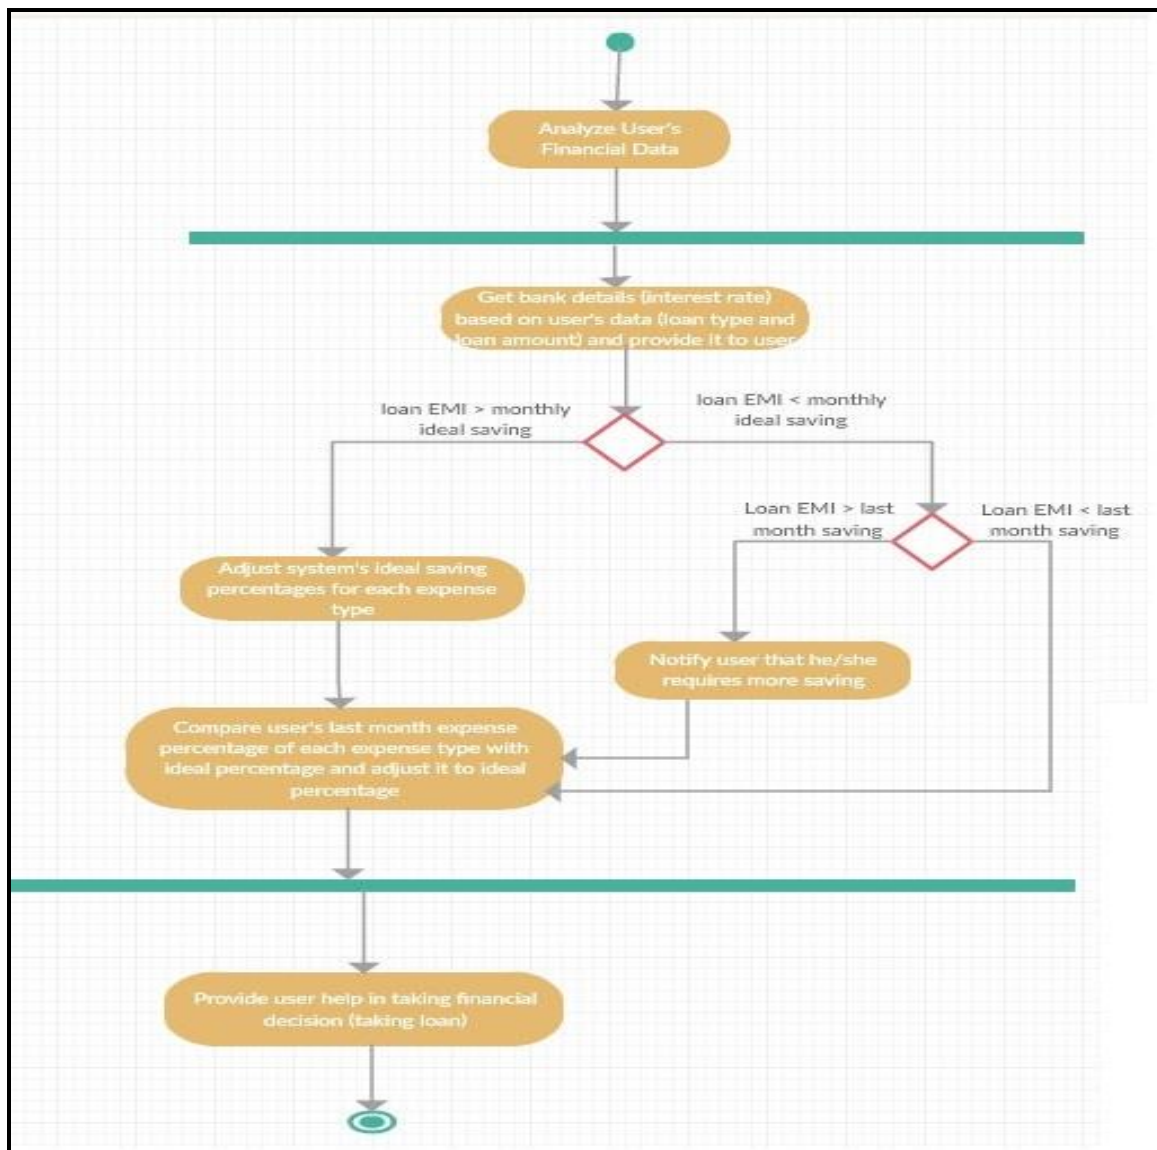 Analyze User's
Financial Data
Get bank details (interest rate)
based on user's data (loan type and
loan amount) and provide it to user
loan EMI > monthly
ideal saving
loan EMI < monthly
ideal saving
Loan EMI > last
month saving
Loan EMI < last
month saving
Adjust system's ideal saving
percentages for each expense
type
Notify user that he/she
requires more saving
Compare user's last month expense
percentage of each expense type with
ideal percentage and adjust it to ideal
percentage
Provide user help in taking financial
decision (taking loan)